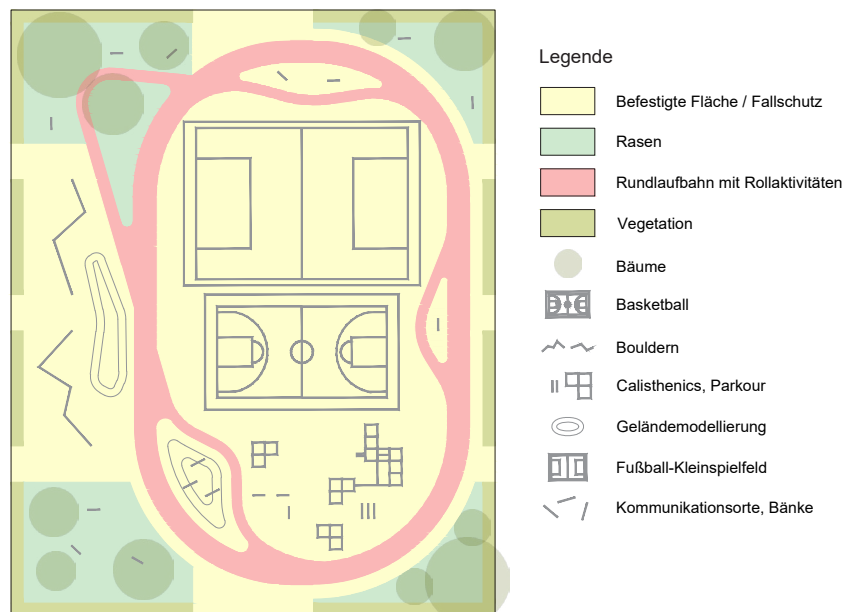 Legende
Befestigte Fläche / Fallschutz
Rasen
Rundlaufbahn mit Rollaktivitäten
Vegetation
Bäume
Basketball
Bouldern
Calisthenics, Parkour
Geländemodellierung
Fußball-Kleinspielfeld
Kommunikationsorte, Bänke